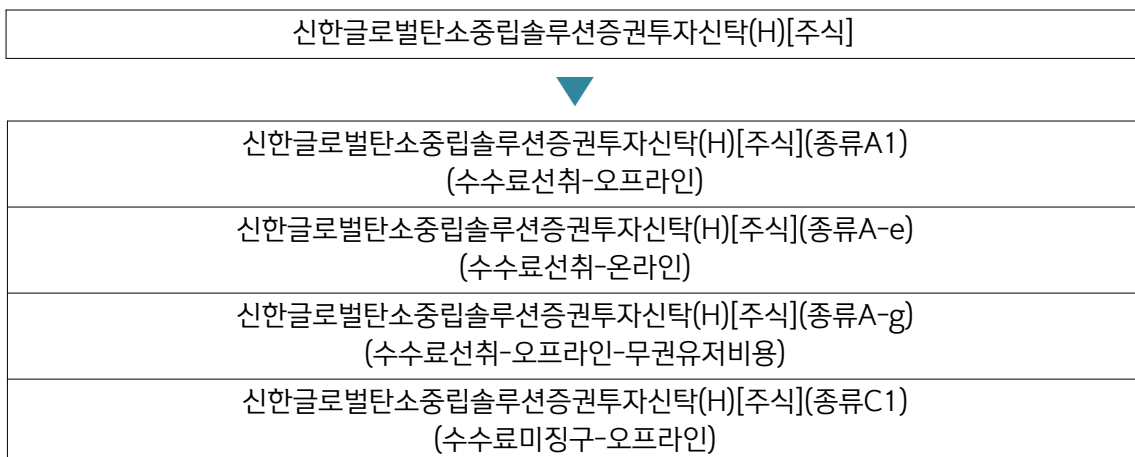 신한글로벌탄소중립솔루션증권투자신탁(H)[주식]
신한글로벌탄소중립솔루션증권투자신탁(H)[주식](종류A1)
(수수료선취-오프라인)
신한글로벌탄소중립솔루션증권투자신탁(H)[주식](종류A-e)
(수수료선취-온라인)
신한글로벌탄소중립솔루션증권투자신탁(H)[주식](종류A-g)
(수수료선취-오프라인-무권유저비용)
신한글로벌탄소중립솔루션증권투자신탁(H)[주식](종류C1)
(수수료미징구-오프라인)